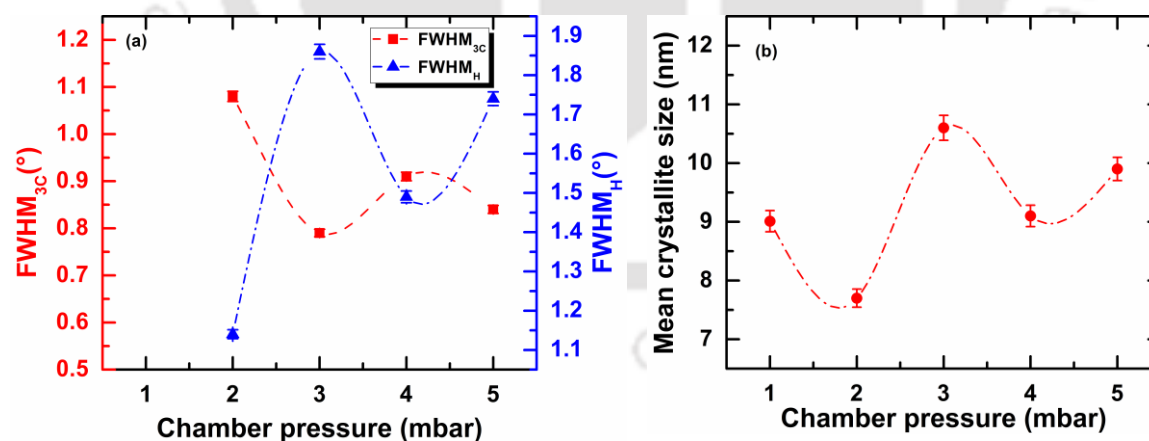 (a)
FWHM3C
FWHMH
1.2
1.1
1.0
0.9
0.8
0.7
0.6
0.5
FWHM3C(°)
1.9
1.8
1.7
1.6
1.5
1.4
1.3
1.2
1.1
FWHMH(°)
1 2 3 4 5
Chamber pressure (mbar)
(b)
12
11
10
9
8
7
Mean crystallite size (nm)
1 2 3 4 5
Chamber pressure (mbar)